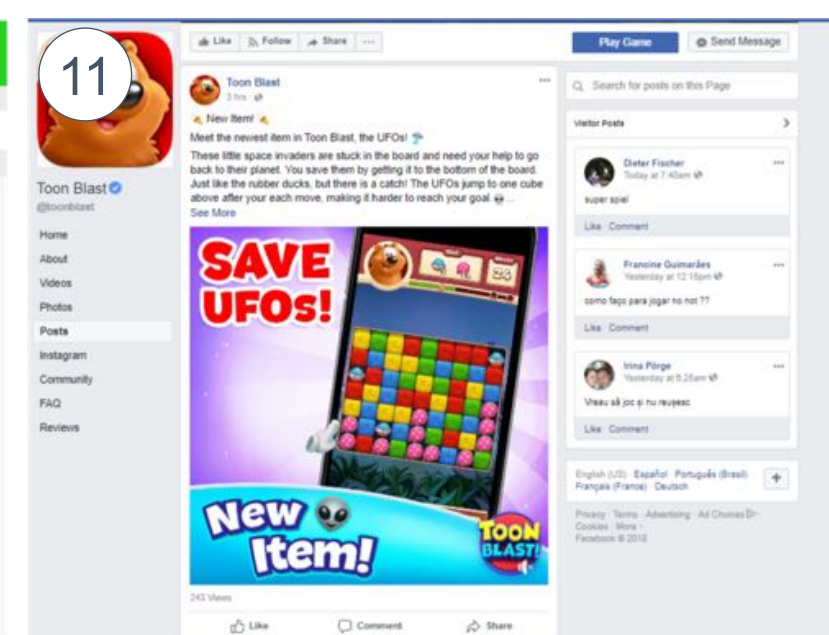 11
Toon Blast
@toonblast
Home
About
Videos
Photos
Posts
Instagram
Community
FAQ
Reviews
Like Follow Share ...
Play Game
Send Message
Toon Blast
3 hrs ·
New Item!
Meet the newest item in Toon Blast, the UFOs!
These little space invaders are stuck in the board and need your help to go
back to their planet. You save them by getting it to the bottom of the board.
Just like the rubber ducks, but there is a catch! The UFOs jump to one cube
above after your each move, making it harder to reach your goal. ...
See More
SAVE
UFOs!
24
New
Item!
TOON
BLAST!
243 Views
Like Comment Share
Search for posts on this Page
Visitor Posts
Dieter Fischer
Today at 7:40am
super spiel
Like · Comment
Francine Guimarães
Yesterday at 12:15pm
como faço para jogar no not ??
Like · Comment
Irina Pörge
Yesterday at 6:25am
Vreau să joc și nu reușesc
Like · Comment
English (US) · Español · Português (Brasil) ·
Français (France) · Deutsch
Privacy · Terms · Advertising · Ad Choices ·
Cookies · More ·
Facebook © 2018